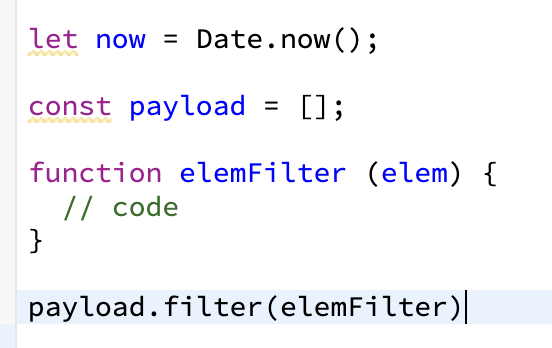 let now = Date.now();
const payload = [];
function elemFilter (elem) {
  // code
}
payload.filter(elemFilter)